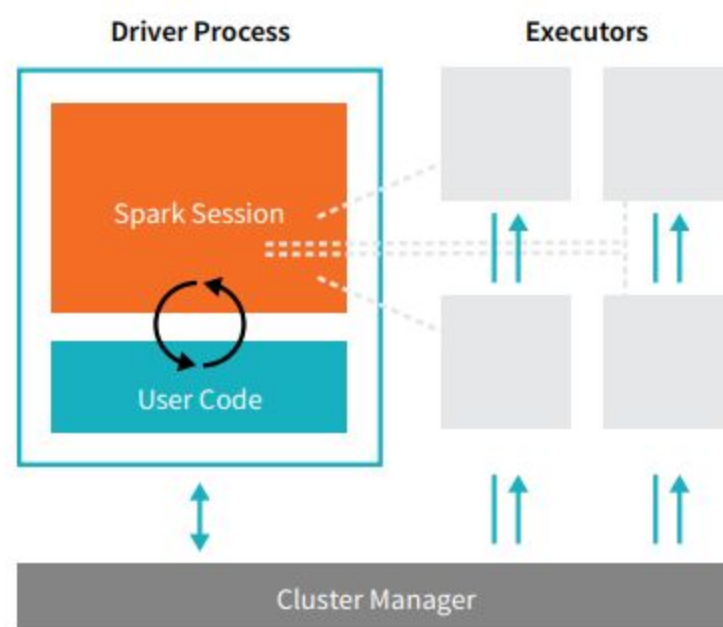 Driver Process
Executors
Spark Session
User Code
Cluster Manager